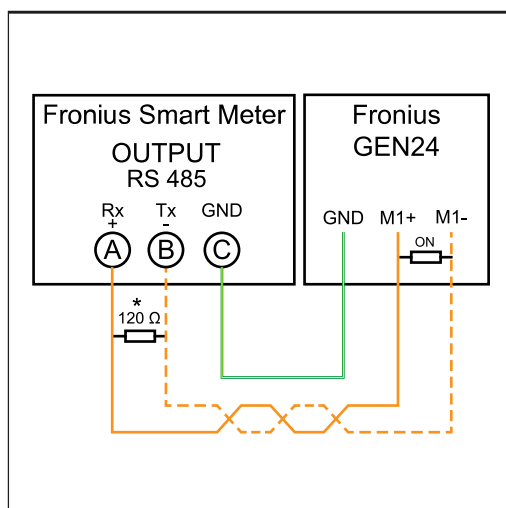 Fronius Smart Meter
OUTPUT
RS 485
Rx Tx GND
+ -
A B C
*
120 Ω
Fronius
GEN24
GND M1+ M1-
ON